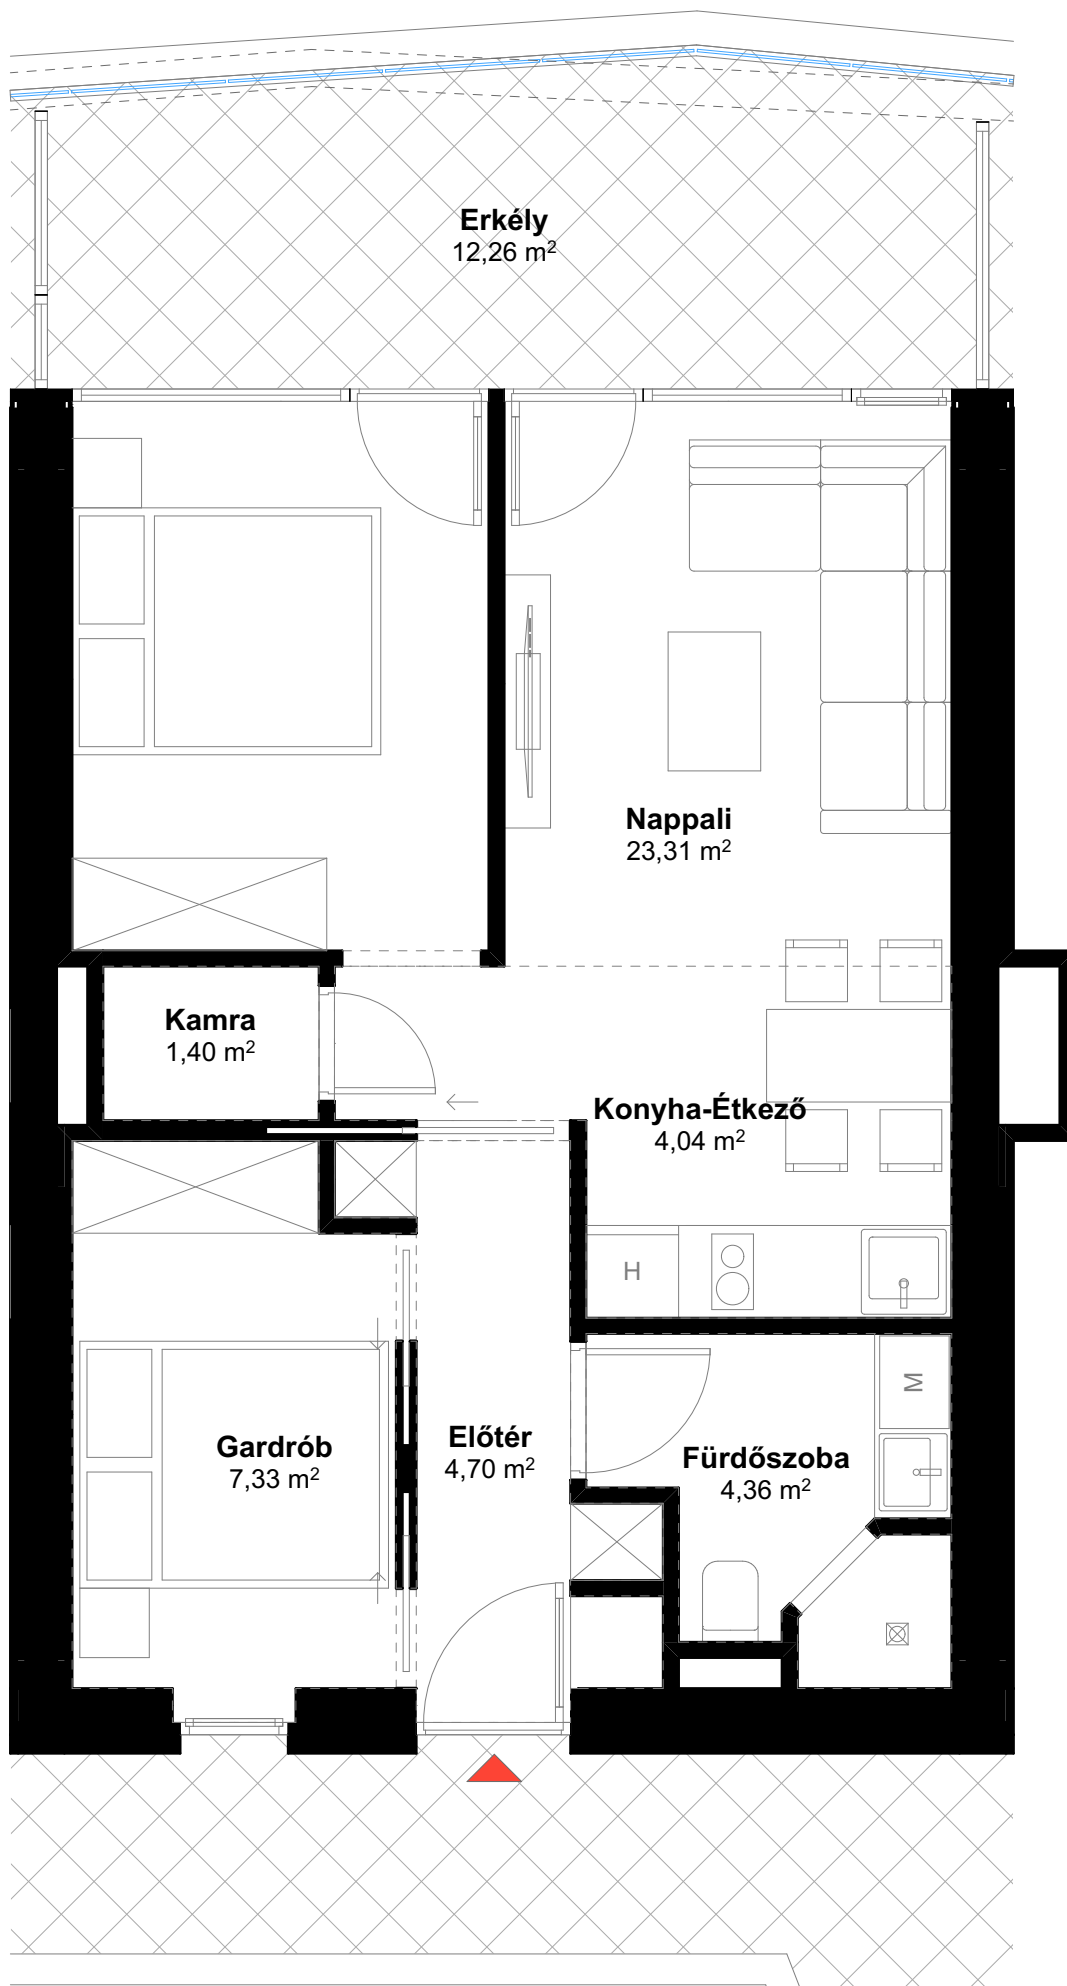 Erkély
12,26 m²
Nappali
23,31 m²
Kamra
1,40 m²
Konyha-Étkező
4,04 m²
H
M
Gardrób
7,33 m²
Előtér
4,70 m²
Fürdőszoba
4,36 m²